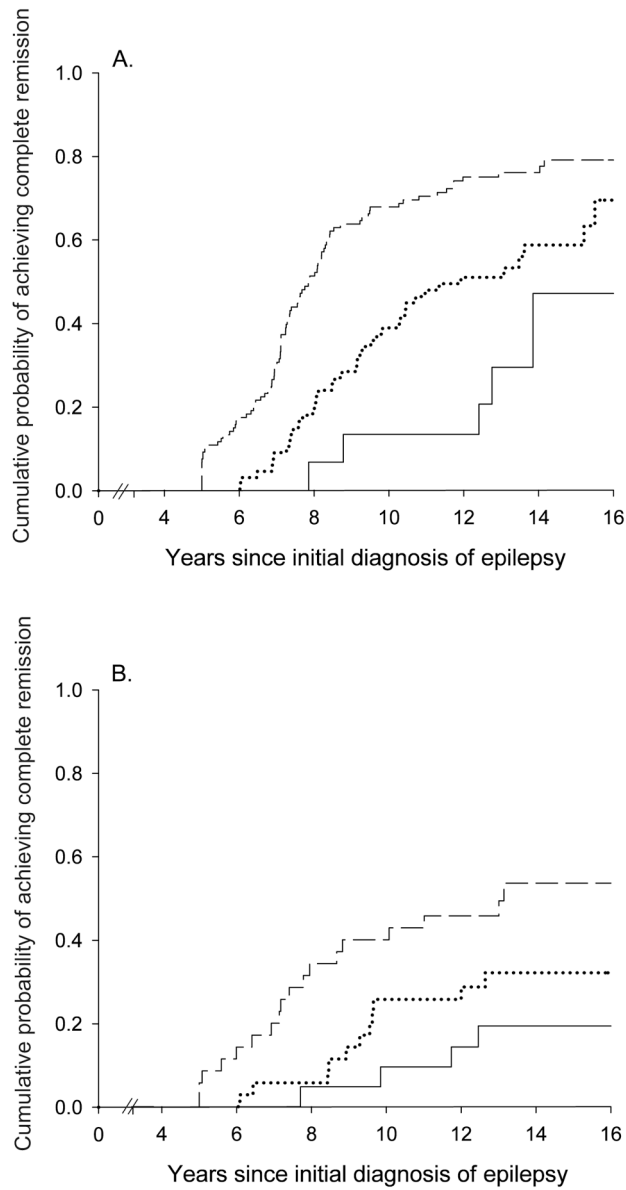 A.
Cumulative probability of achieving complete remission
1.0
0.8
0.6
0.4
0.2
0.0
0 4 6 8 10 12 14 16
Years since initial diagnosis of epilepsy
B.
Cumulative probability of achieving complete remission
1.0
0.8
0.6
0.4
0.2
0.0
0 4 6 8 10 12 14 16
Years since initial diagnosis of epilepsy